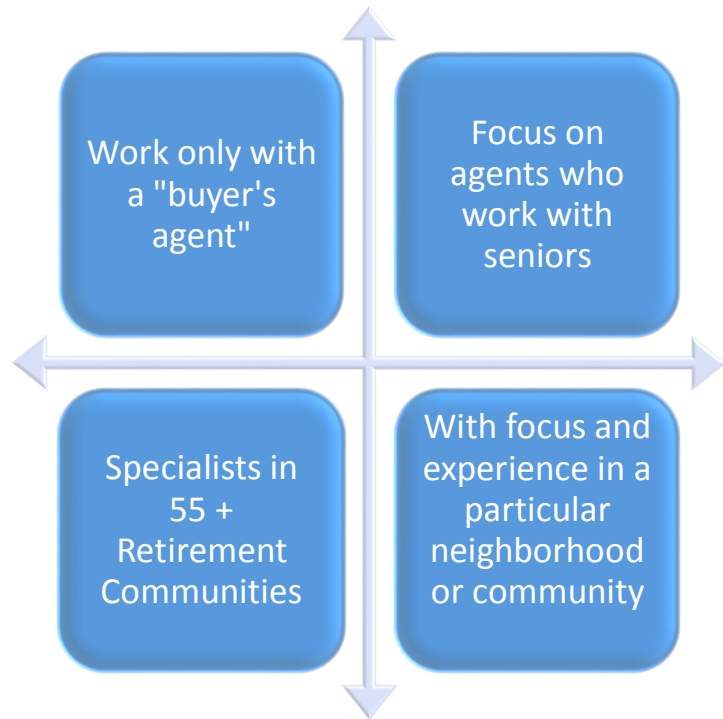 Work only with
a "buyer's
agent"
Focus on
agents who
work with
seniors
Specialists in
55 +
Retirement
Communities
With focus and
experience in a
particular
neighborhood
or community